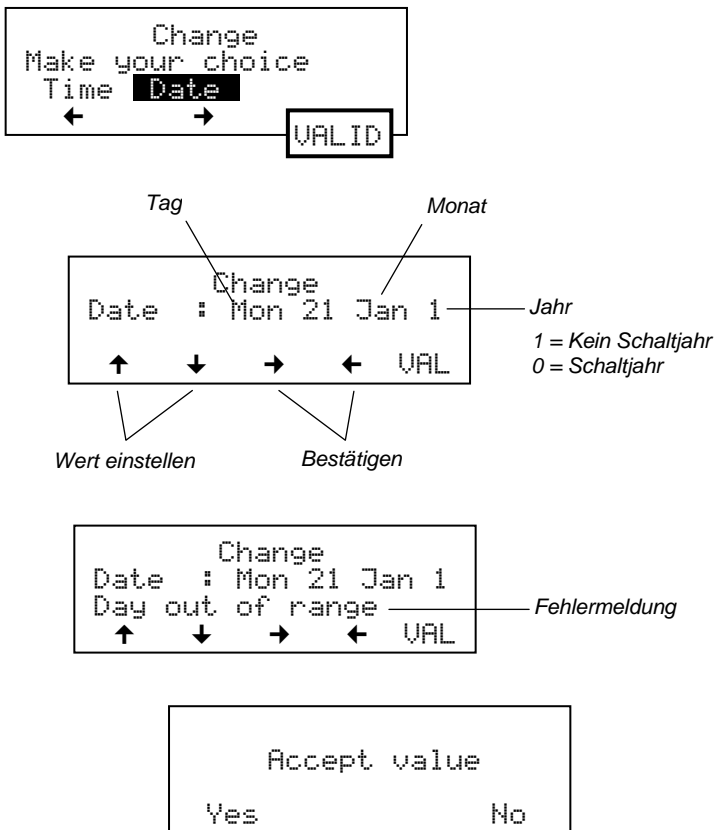 Change
Make your choice
Time Date
← →
VALID
Tag Monat
Change
Date : Mon 21 Jan 1
Jahr
1 = Kein Schaltjahr
0 = Schaltjahr
↑ ↓ → ← VAL
Wert einstellen Bestätigen
Change
Date : Mon 21 Jan 1
Day out of range
Fehlermeldung
↑ ↓ → ← VAL
Accept value
Yes No